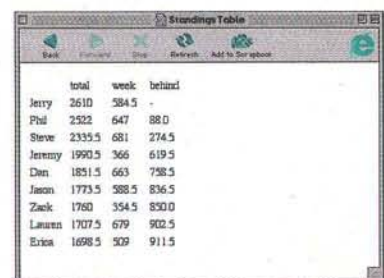 Standings Table
Back Forward Stop Refresh Add to Scrapbook
total week behind
Jerry 2610 584.5 -
Phil 2522 647 88.0
Steve 2335.5 681 274.5
Jeremy 1990.5 366 619.5
Dan 1851.5 663 758.5
Jason 1773.5 588.5 836.5
Zack 1760 354.5 850.0
Lauren 1707.5 679 902.5
Erica 1698.5 509 911.5